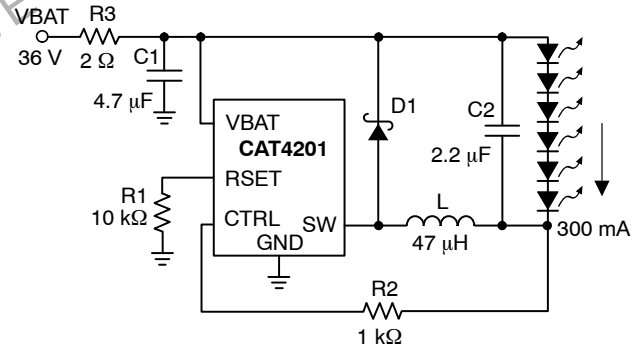 VBAT
36 V
R3
2 Ω
C1
4.7 µF
VBAT
CAT4201
RSET
CTRL
SW
GND
R1
10 kΩ
D1
C2
2.2 µF
L
47 µH
300 mA
R2
1 kΩ